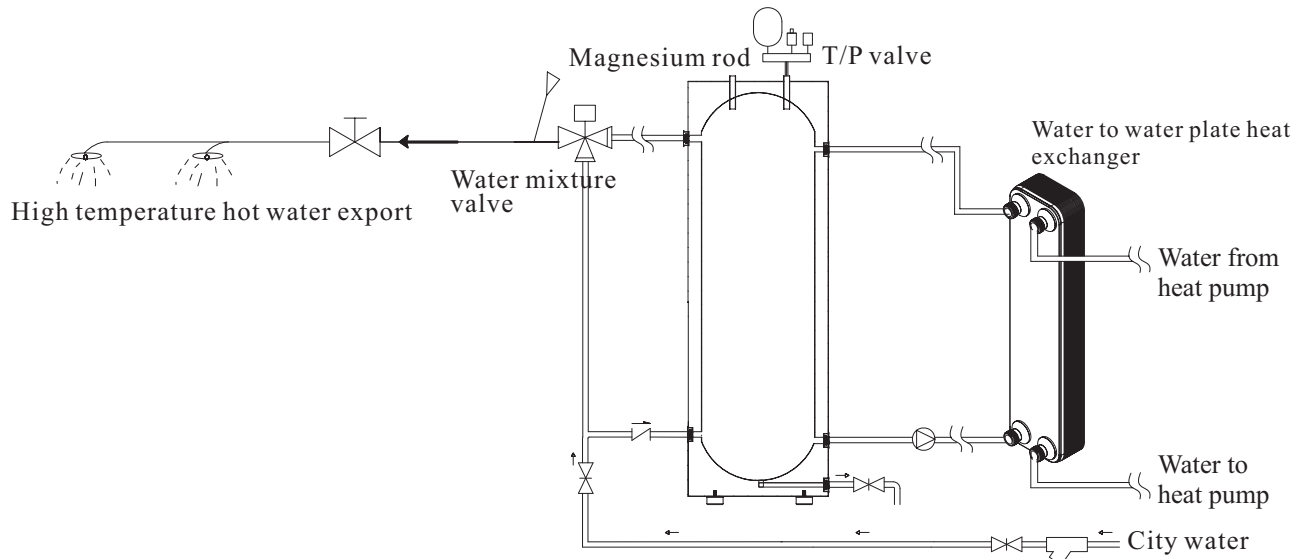 Magnesium rod
T/P valve
Water to water plate heat
exchanger
Water mixture
valve
High temperature hot water export
Water from
heat pump
Water to
heat pump
City water